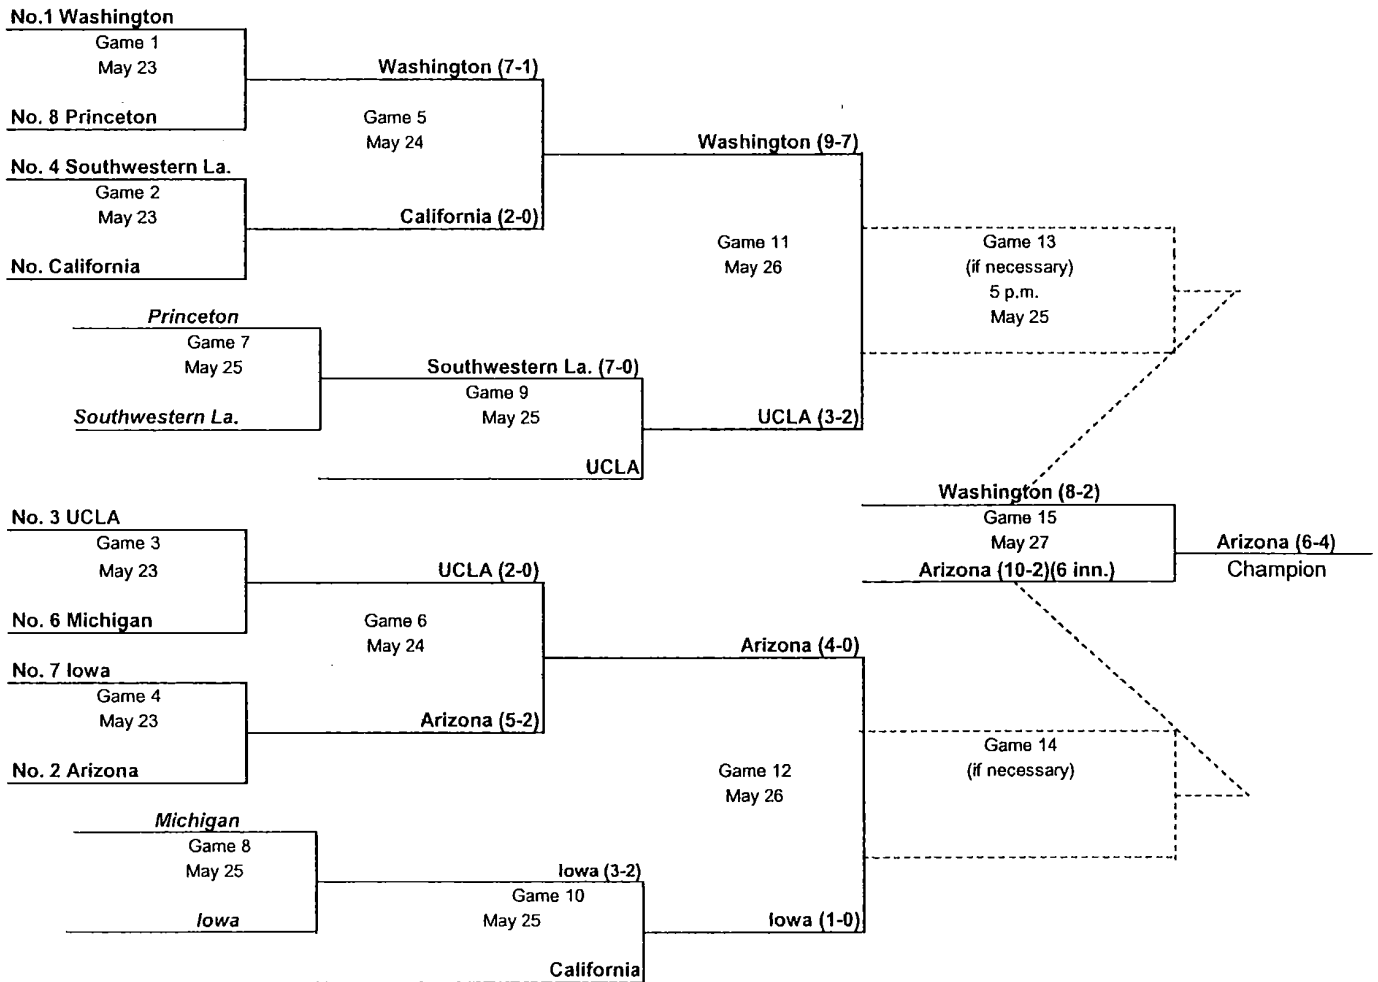 No.1 Washington
Game 1
May 23
No. 8 Princeton
Washington (7-1)
Game 5
May 24
No. 4 Southwestern La.
Game 2
May 23
California (2-0)
No. California
Washington (9-7)
Game 11
May 26
Game 13
(if necessary)
5 p.m.
May 25
Princeton
Game 7
May 25
Southwestern La.
Southwestern La. (7-0)
Game 9
May 25
UCLA
UCLA (3-2)
Washington (8-2)
Game 15
May 27
Arizona (10-2)(6 inn.)
Arizona (6-4)
Champion
No. 3 UCLA
Game 3
May 23
No. 6 Michigan
UCLA (2-0)
Game 6
May 24
No. 7 Iowa
Game 4
May 23
Arizona (5-2)
No. 2 Arizona
Arizona (4-0)
Game 12
May 26
Game 14
(if necessary)
Michigan
Game 8
May 25
Iowa
Iowa (3-2)
Game 10
May 25
California
Iowa (1-0)